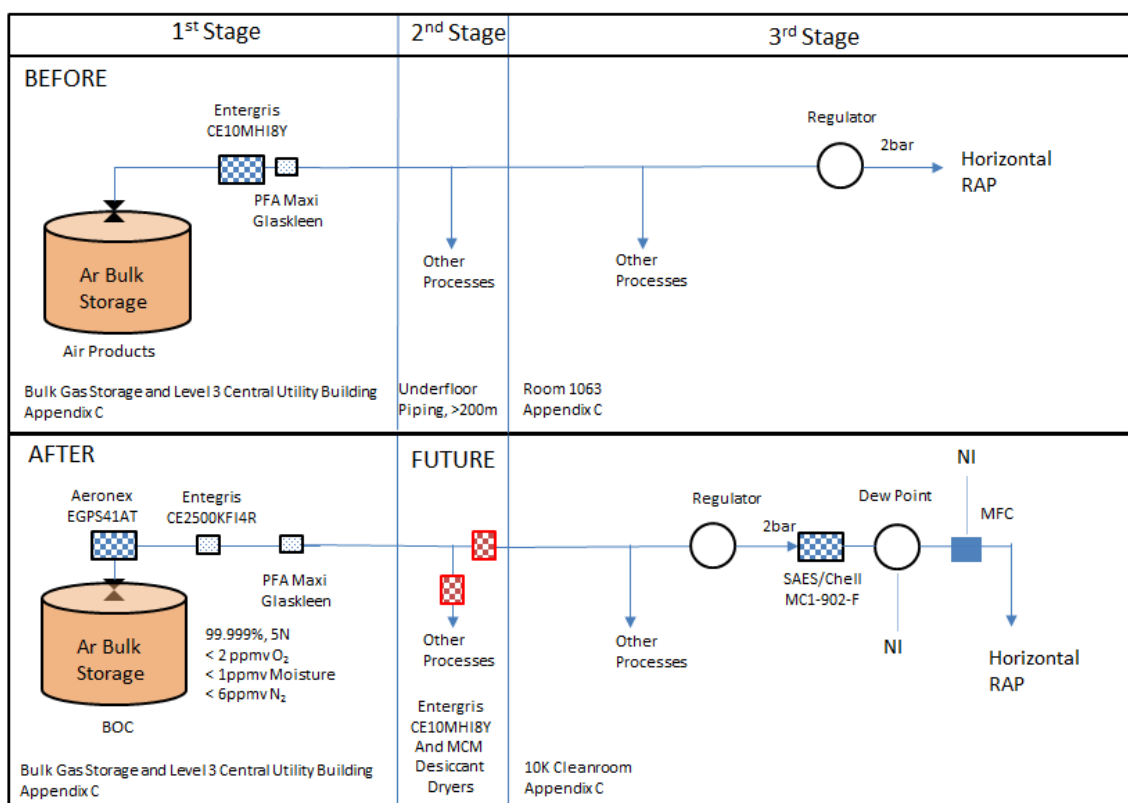 1st Stage
2nd Stage
3rd Stage
BEFORE
Entergris
CE10MHI8Y
PFA Maxi
Glaskleen
Ar Bulk
Storage
Air Products
Bulk Gas Storage and Level 3 Central Utility Building
Appendix C
Other
Processes
Underfloor
Piping, >200m
Other
Processes
Regulator
2bar
Horizontal
RAP
Room 1063
Appendix C
AFTER
Aeronex
EGPS41AT
Entegris
CE2500KFI4R
PFA Maxi
Glaskleen
Ar Bulk
Storage
99.999%, 5N
< 2 ppmv O₂
< 1ppmv Moisture
< 6ppmv N₂
BOC
Bulk Gas Storage and Level 3 Central Utility Building
Appendix C
FUTURE
Other
Processes
Entergris
CE10MHI8Y
And MCM
Desiccant
Dryers
Other
Processes
Regulator
2bar
SAES/Chell
MC1-902-F
Dew Point
NI
NI
MFC
Horizontal
RAP
10K Cleanroom
Appendix C